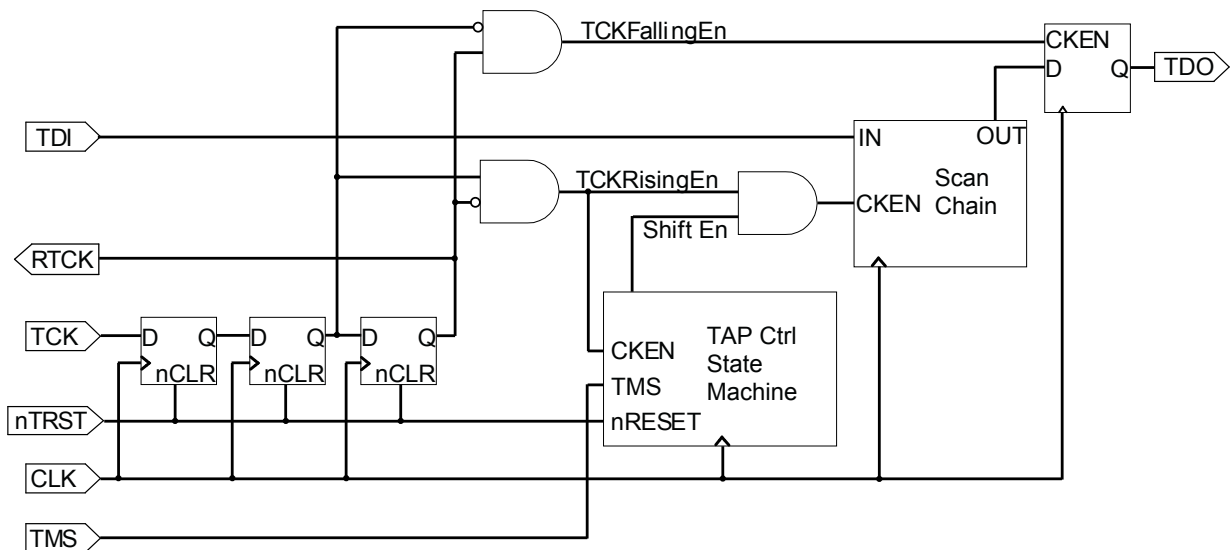 TCKFallingEn
CKEN
D Q
TDO
TDI
IN OUT
Scan
Chain
CKEN
TCKRisingEn
Shift En
RTCK
TCK
D Q
nCLR
D Q
nCLR
D Q
nCLR
CKEN
TMS
nRESET
TAP Ctrl
State
Machine
nTRST
CLK
TMS